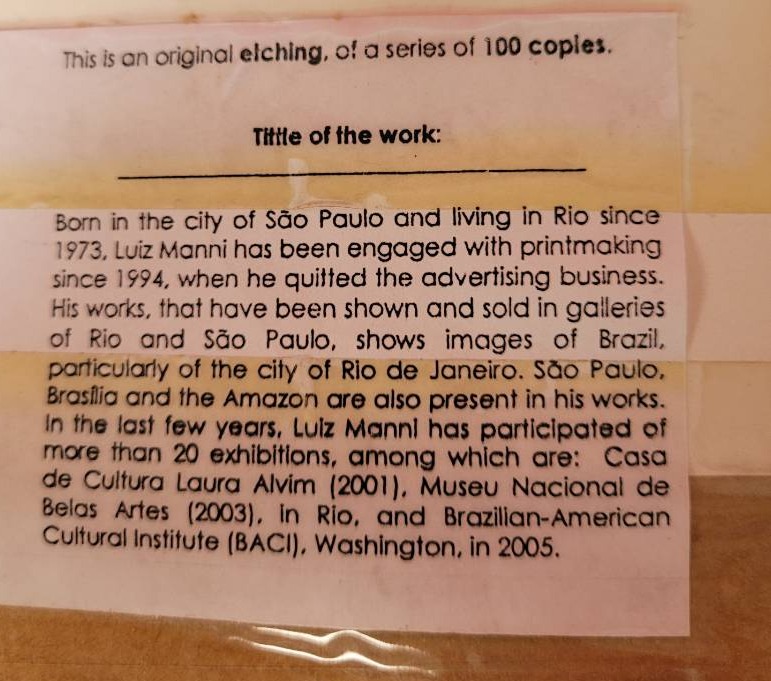 This is an original etching, of a series of 100 copies.
Tittle of the work:
Born in the city of São Paulo and living in Rio since
1973, Luiz Manni has been engaged with printmaking
since 1994, when he quitted the advertising business.
His works, that have been shown and sold in galleries
of Rio and São Paulo, shows images of Brazil,
particularly of the city of Rio de Janeiro. São Paulo,
Brasília and the Amazon are also present in his works.
In the last few years, Luiz Manni has participated of
more than 20 exhibitions, among which are: Casa
de Cultura Laura Alvim (2001), Museu Nacional de
Belas Artes (2003), in Rio, and Brazilian-American
Cultural Institute (BACI), Washington, in 2005.